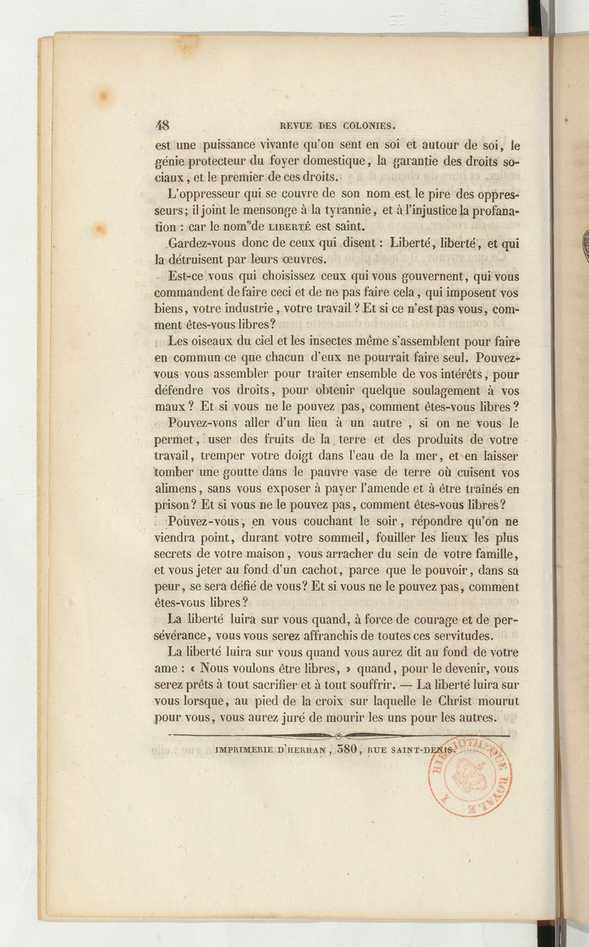 48 REVUE DES COLONIES.
est une puissance vivante qu'on sent en soi et autour de soi, le
génie protecteur du foyer domestique, la garantie des droits so-
ciaux, et le premier de ces droits.
L'oppresseur qui se couvre de son nom est le pire des oppres-
seurs; il joint le mensonge à la tyrannie, et à l'injustice la profana-
tion : car le nom de LIBERTÉ est saint.
Gardez-vous donc de ceux qui disent : Liberté, liberté, et qui
la détruisent par leurs œuvres.
Est-ce vous qui choisissez ceux qui vous gouvernent, qui vous
commandent de faire ceci et de ne pas faire cela, qui imposent vos
biens, votre industrie, votre travail ? Et si ce n'est pas vous, com-
ment êtes-vous libres?
Les oiseaux du ciel et les insectes même s'assemblent pour faire
en commun ce que chacun d'eux ne pourrait faire seul. Pouvez-
vous vous assembler pour traiter ensemble de vos intérêts, pour
défendre vos droits, pour obtenir quelque soulagement à vos
maux ? Et si vous ne le pouvez pas, comment êtes-vous libres ?
Pouvez-vons aller d'un lieu à un autre , si on ne vous le
permet, user des fruits de la terre et des produits de votre
travail, tremper votre doigt dans l'eau de la mer, et en laisser
tomber une goutte dans le pauvre vase de terre où cuisent vos
alimens, sans vous exposer à payer l'amende et à être traînés en
prison? Et si vous ne le pouvez pas, comment êtes-vous libres?
Pouvez-vous, en vous couchant le soir, répondre qu'on ne
viendra point, durant votre sommeil, fouiller les lieux les plus
secrets de votre maison, vous arracher du sein de votre famille,
et vous jeter au fond d'un cachot, parce que le pouvoir, dans sa
peur, se sera défié de vous? Et si vous ne le pouvez pas, comment
êtes-vous libres?
La liberté luira sur vous quand, à force de courage et de per-
sévérance, vous vous serez affranchis de toutes ces servitudes.
La liberté luira sur vous quand vous aurez dit au fond de votre
ame : « Nous voulons être libres, » quand, pour le devenir, vous
serez prêts à tout sacrifier et à tout souffrir. — La liberté luira sur
vous lorsque, au pied de la croix sur laquelle le Christ mourut
pour vous, vous aurez juré de mourir les uns pour les autres.
IMPRIMERIE D'HERHAN, 380, RUE SAINT-DENIS.
BIBLIOTHEQUE ROYALE